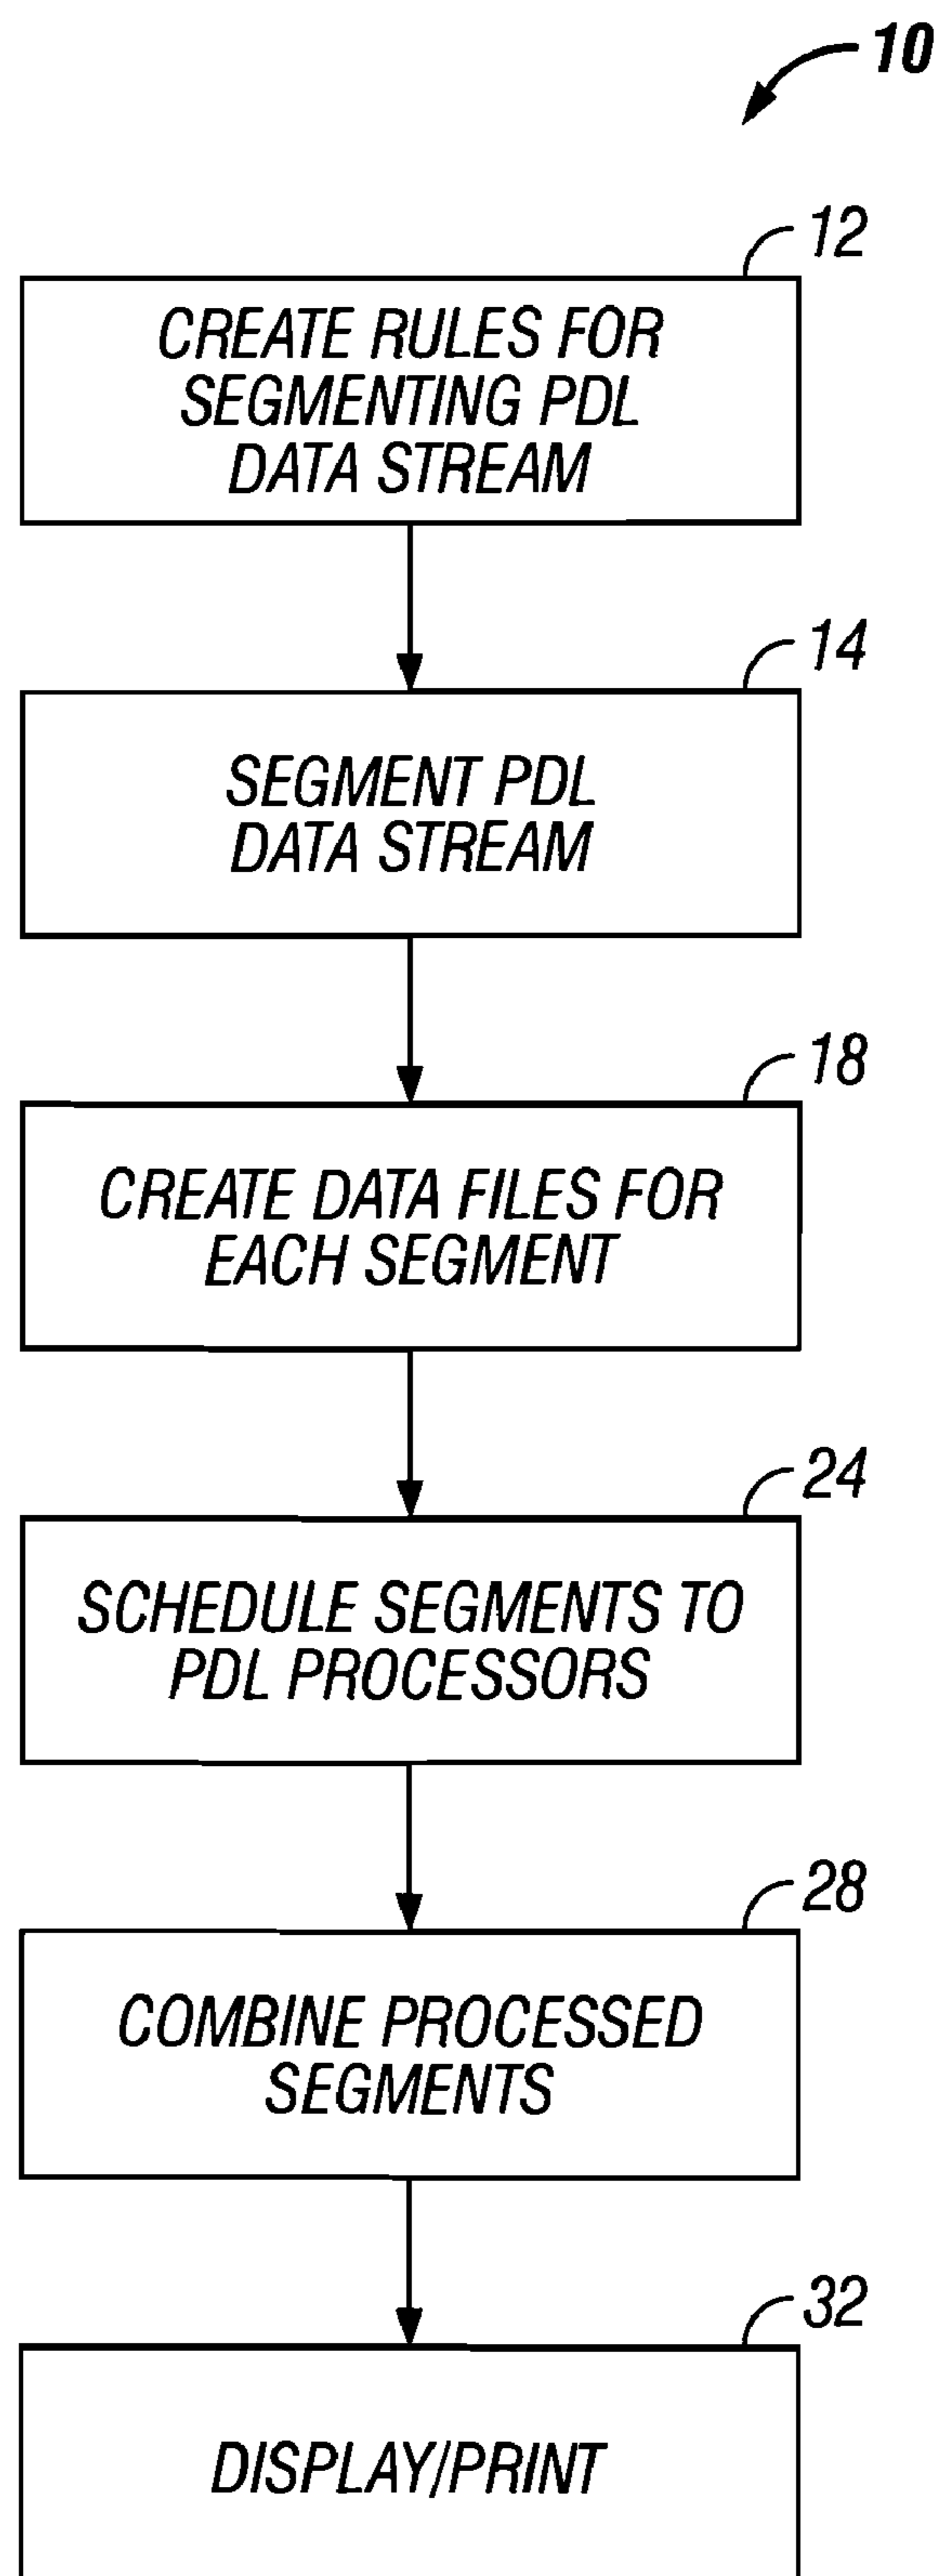 10
12
CREATE RULES FOR
SEGMENTING PDL
DATA STREAM
14
SEGMENT PDL
DATA STREAM
18
CREATE DATA FILES FOR
EACH SEGMENT
24
SCHEDULE SEGMENTS TO
PDL PROCESSORS
28
COMBINE PROCESSED
SEGMENTS
32
DISPLAY/PRINT